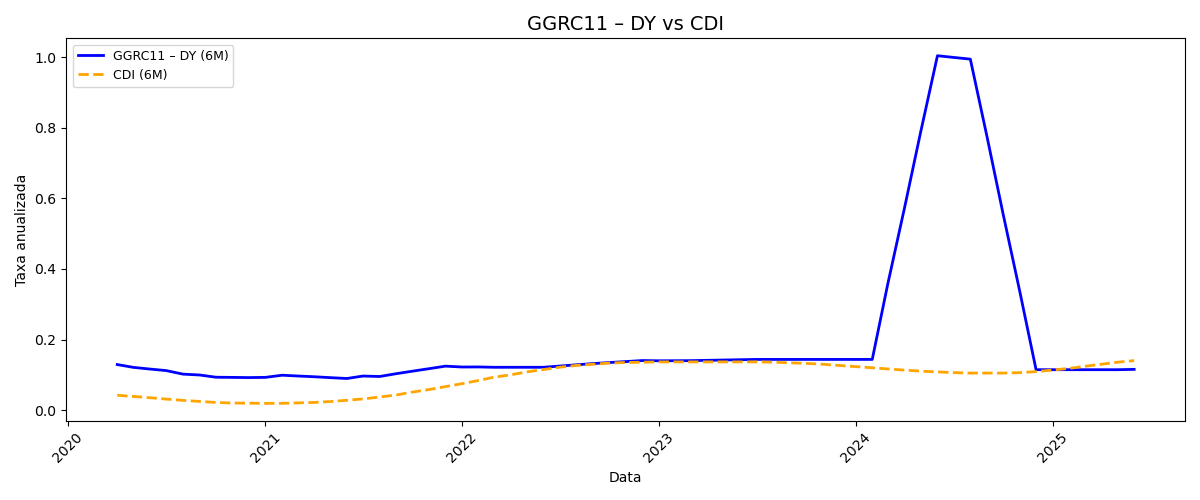 GGRC11 – DY vs CDI
GGRC11 – DY (6M)
CDI (6M)
Taxa anualizada
1.0
0.8
0.6
0.4
0.2
0.0
2020
2021
2022
2023
2024
2025
Data